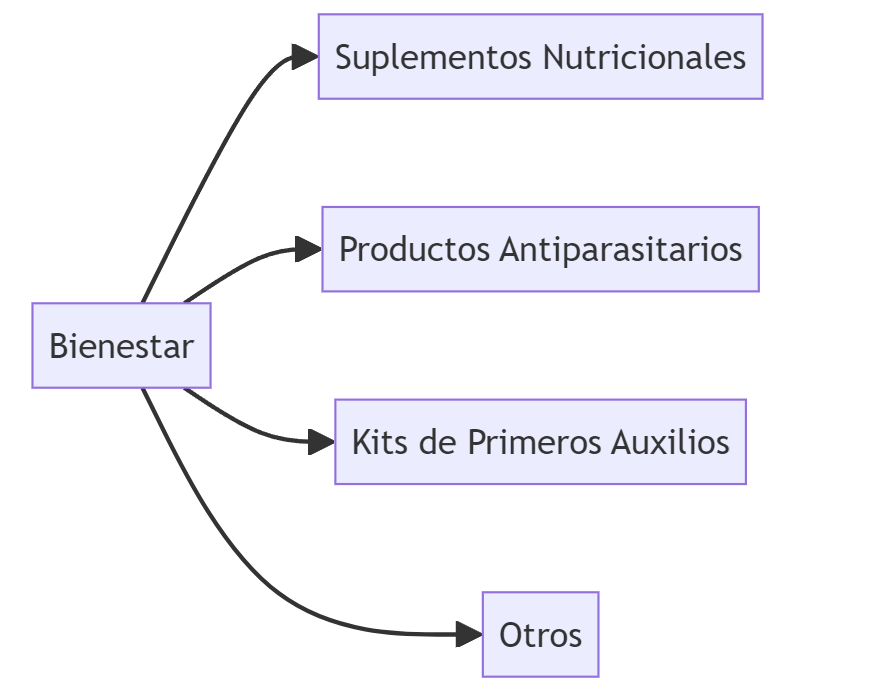 Suplementos Nutricionales
Productos Antiparasitarios
Bienestar
Kits de Primeros Auxilios
Otros